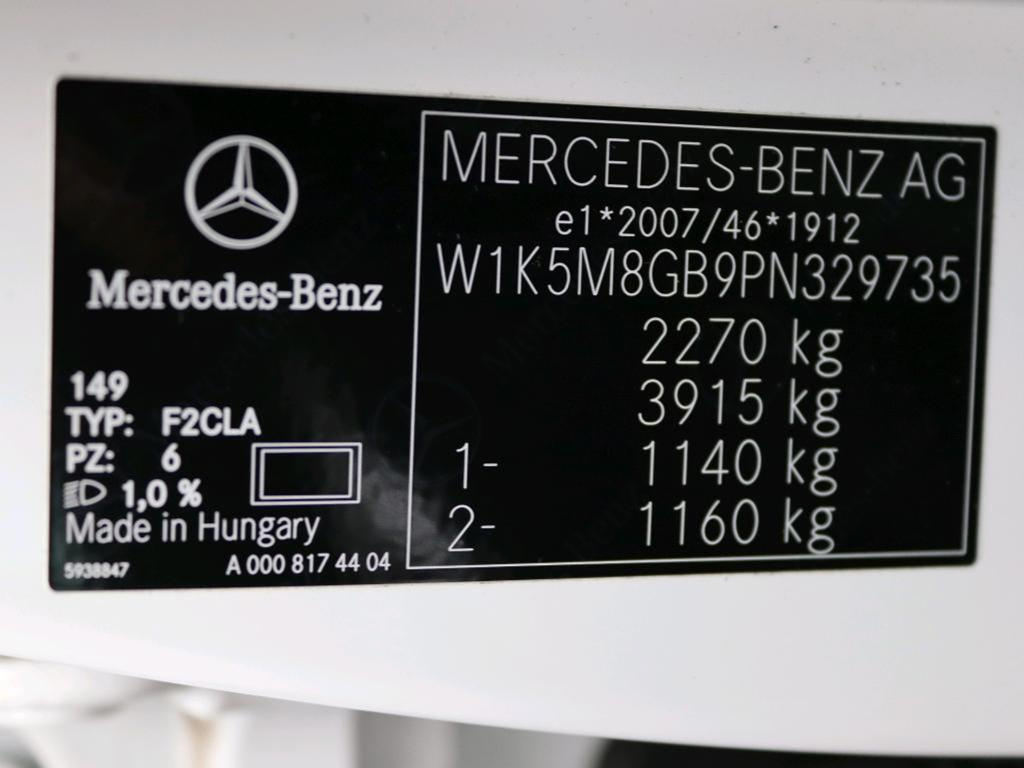 Mercedes-Benz
149
TYP: F2CLA
PZ: 6
1,0 %
Made in Hungary
5938847
A 000 817 44 04
MERCEDES-BENZ AG
e1*2007/46*1912
W1K5M8GB9PN329735
2270 kg
3915 kg
1- 1140 kg
2- 1160 kg